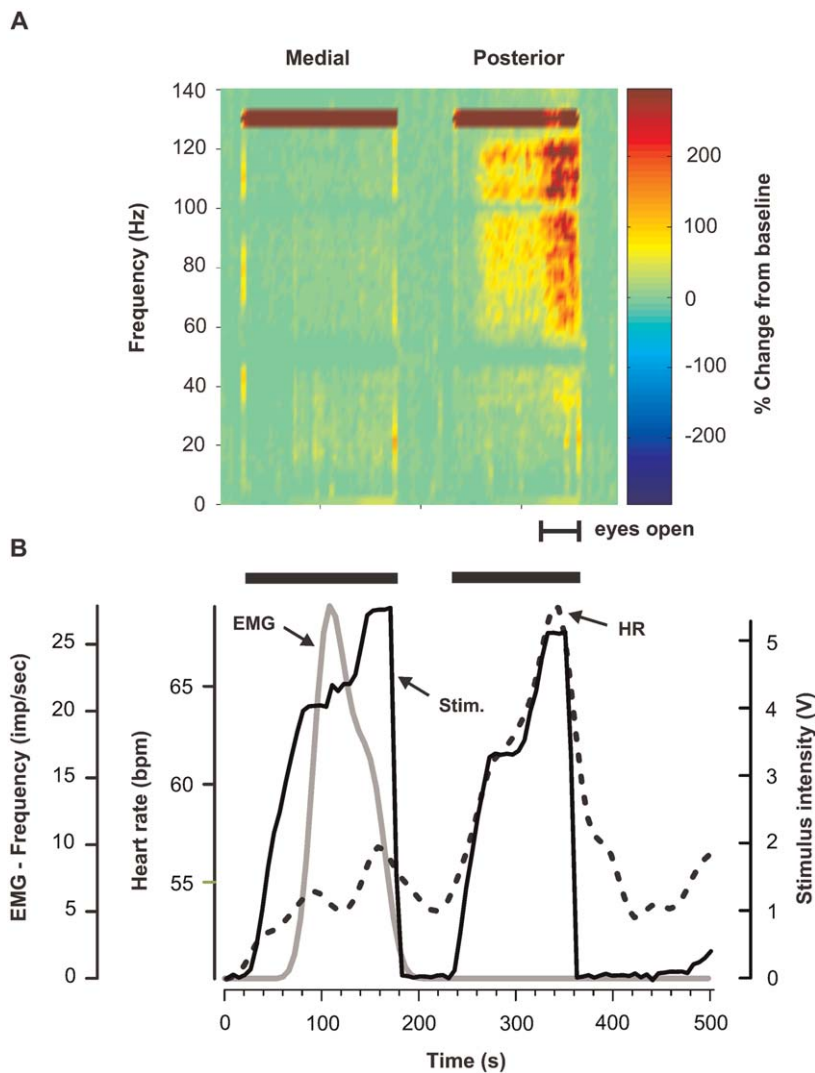 A
Medial
Posterior
140
120
100
80
60
40
20
0
Frequency (Hz)
200
100
0
-100
-200
% Change from baseline
eyes open
B
EMG
Stim.
HR
25
20
15
10
5
0
EMG - Frequency (imp/sec)
65
60
55
Heart rate (bpm)
5
4
3
2
1
0
Stimulus intensity (V)
0 100 200 300 400 500
Time (s)